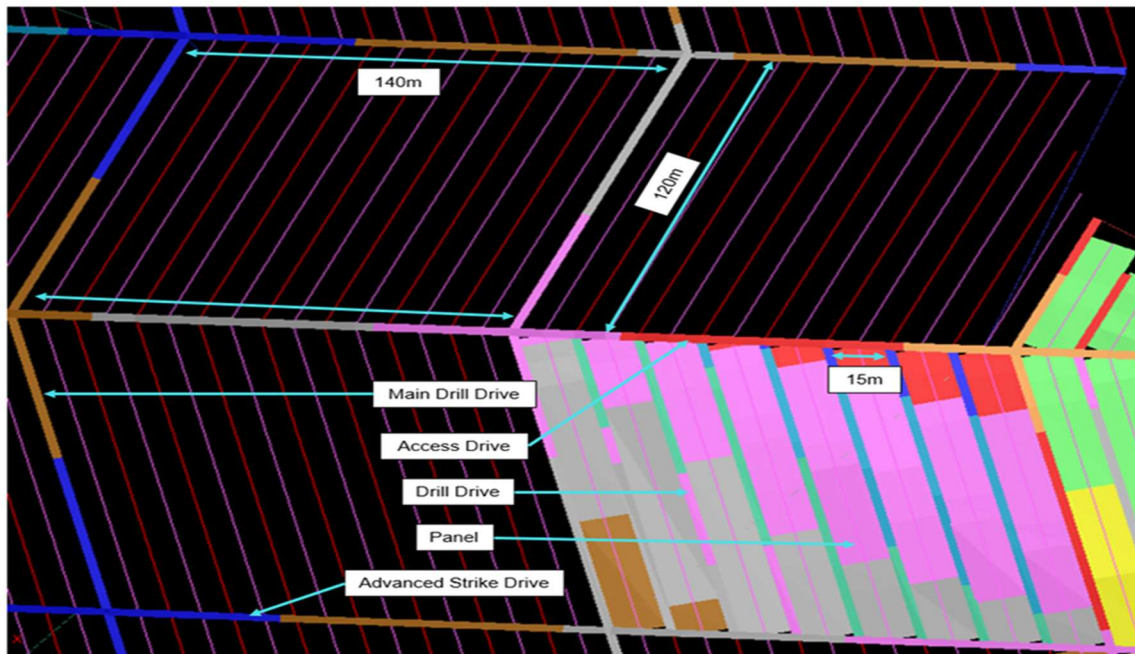 140m
120m
15m
Main Drill Drive
Access Drive
Drill Drive
Panel
Advanced Strike Drive